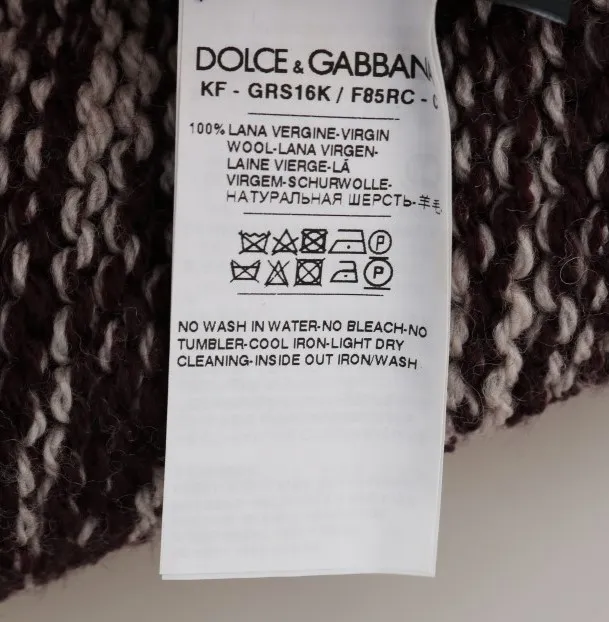 DOLCE & GABBAN
KF - GRS16K / F85RC -
100% LANA VERGINE-VIRGIN
WOOL-LANA VIRGEN-
LAINE VIERGE-LÃ
VIRGEM-SCHURWOLLE-
НАТУРАЛЬНАЯ ШЕРСТЬ-羊毛
P
P
NO WASH IN WATER-NO BLEACH-NO
TUMBLER-COOL IRON-LIGHT DRY
CLEANING-INSIDE OUT IRON/WASH